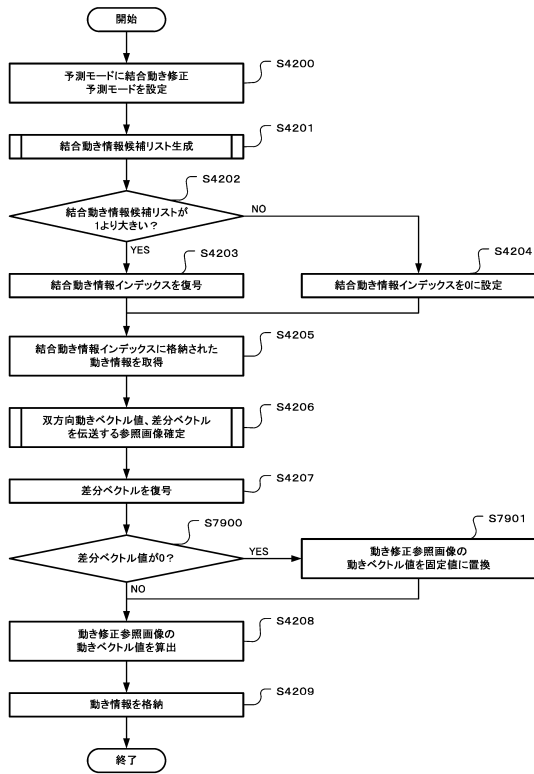 開始
予測モードに結合動き修正
予測モードを設定
S4200
結合動き情報候補リスト生成
S4201
S4202
結合動き情報候補リストが
1より大きい?
NO
YES
S4203
結合動き情報インデックスを復号
S4204
結合動き情報インデックスを0に設定
結合動き情報インデックスに格納された
動き情報を取得
S4205
双方向動きベクトル値、差分ベクトル
を伝送する参照画像確定
S4206
差分ベクトルを復号
S4207
S7900
差分ベクトル値が0?
YES
NO
S7901
動き修正参照画像の
動きベクトル値を固定値に置換
動き修正参照画像の
動きベクトル値を算出
S4208
動き情報を格納
S4209
終了